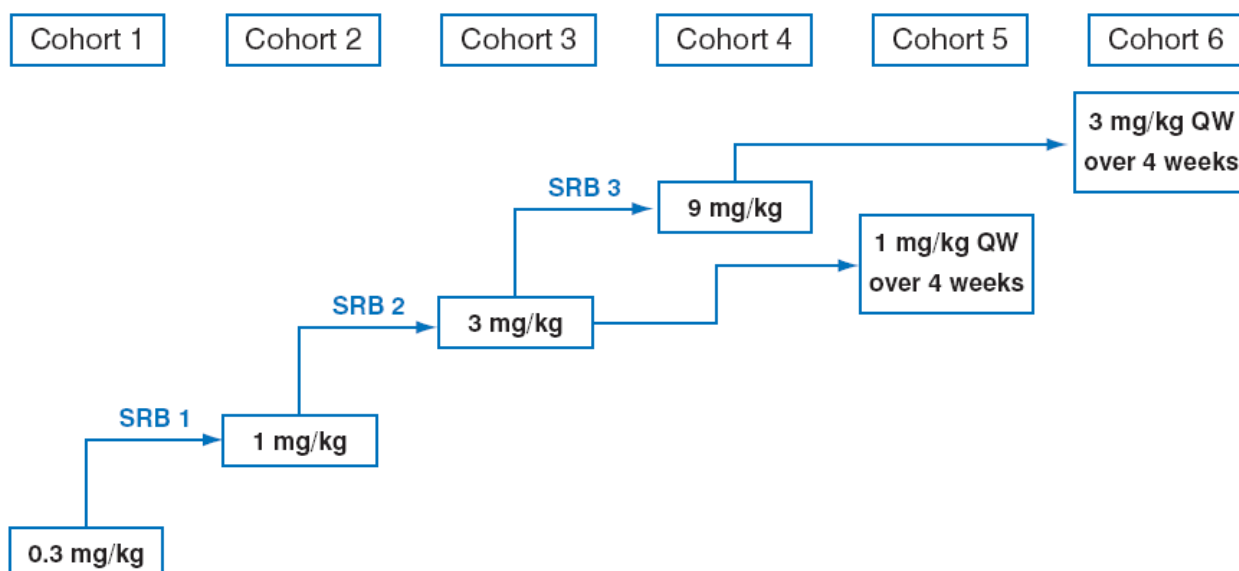 Cohort 1
Cohort 2
Cohort 3
Cohort 4
Cohort 5
Cohort 6
3 mg/kg QW
over 4 weeks
SRB 3
9 mg/kg
1 mg/kg QW
over 4 weeks
SRB 2
3 mg/kg
SRB 1
1 mg/kg
0.3 mg/kg